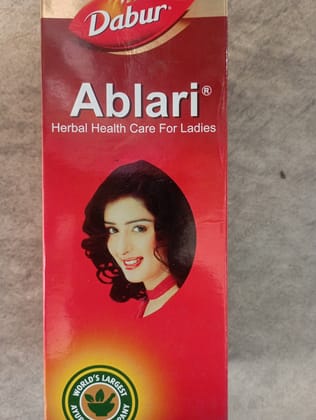 Dabur
Ablari®
Herbal Health Care For Ladies
WORLD'S LARGEST